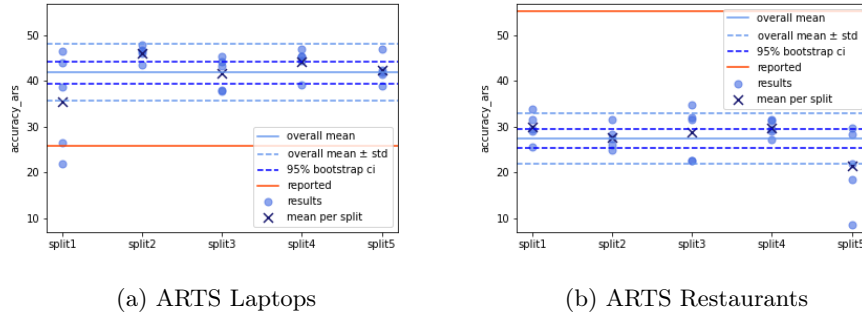 50
40
30
20
10
accuracy_ars
split1 split2 split3 split4 split5
overall mean
overall mean ± std
95% bootstrap ci
reported
results
mean per split
(a) ARTS Laptops
50
40
30
20
10
accuracy_ars
split1 split2 split3 split4 split5
overall mean
overall mean ± std
95% bootstrap ci
reported
results
mean per split
(b) ARTS Restaurants